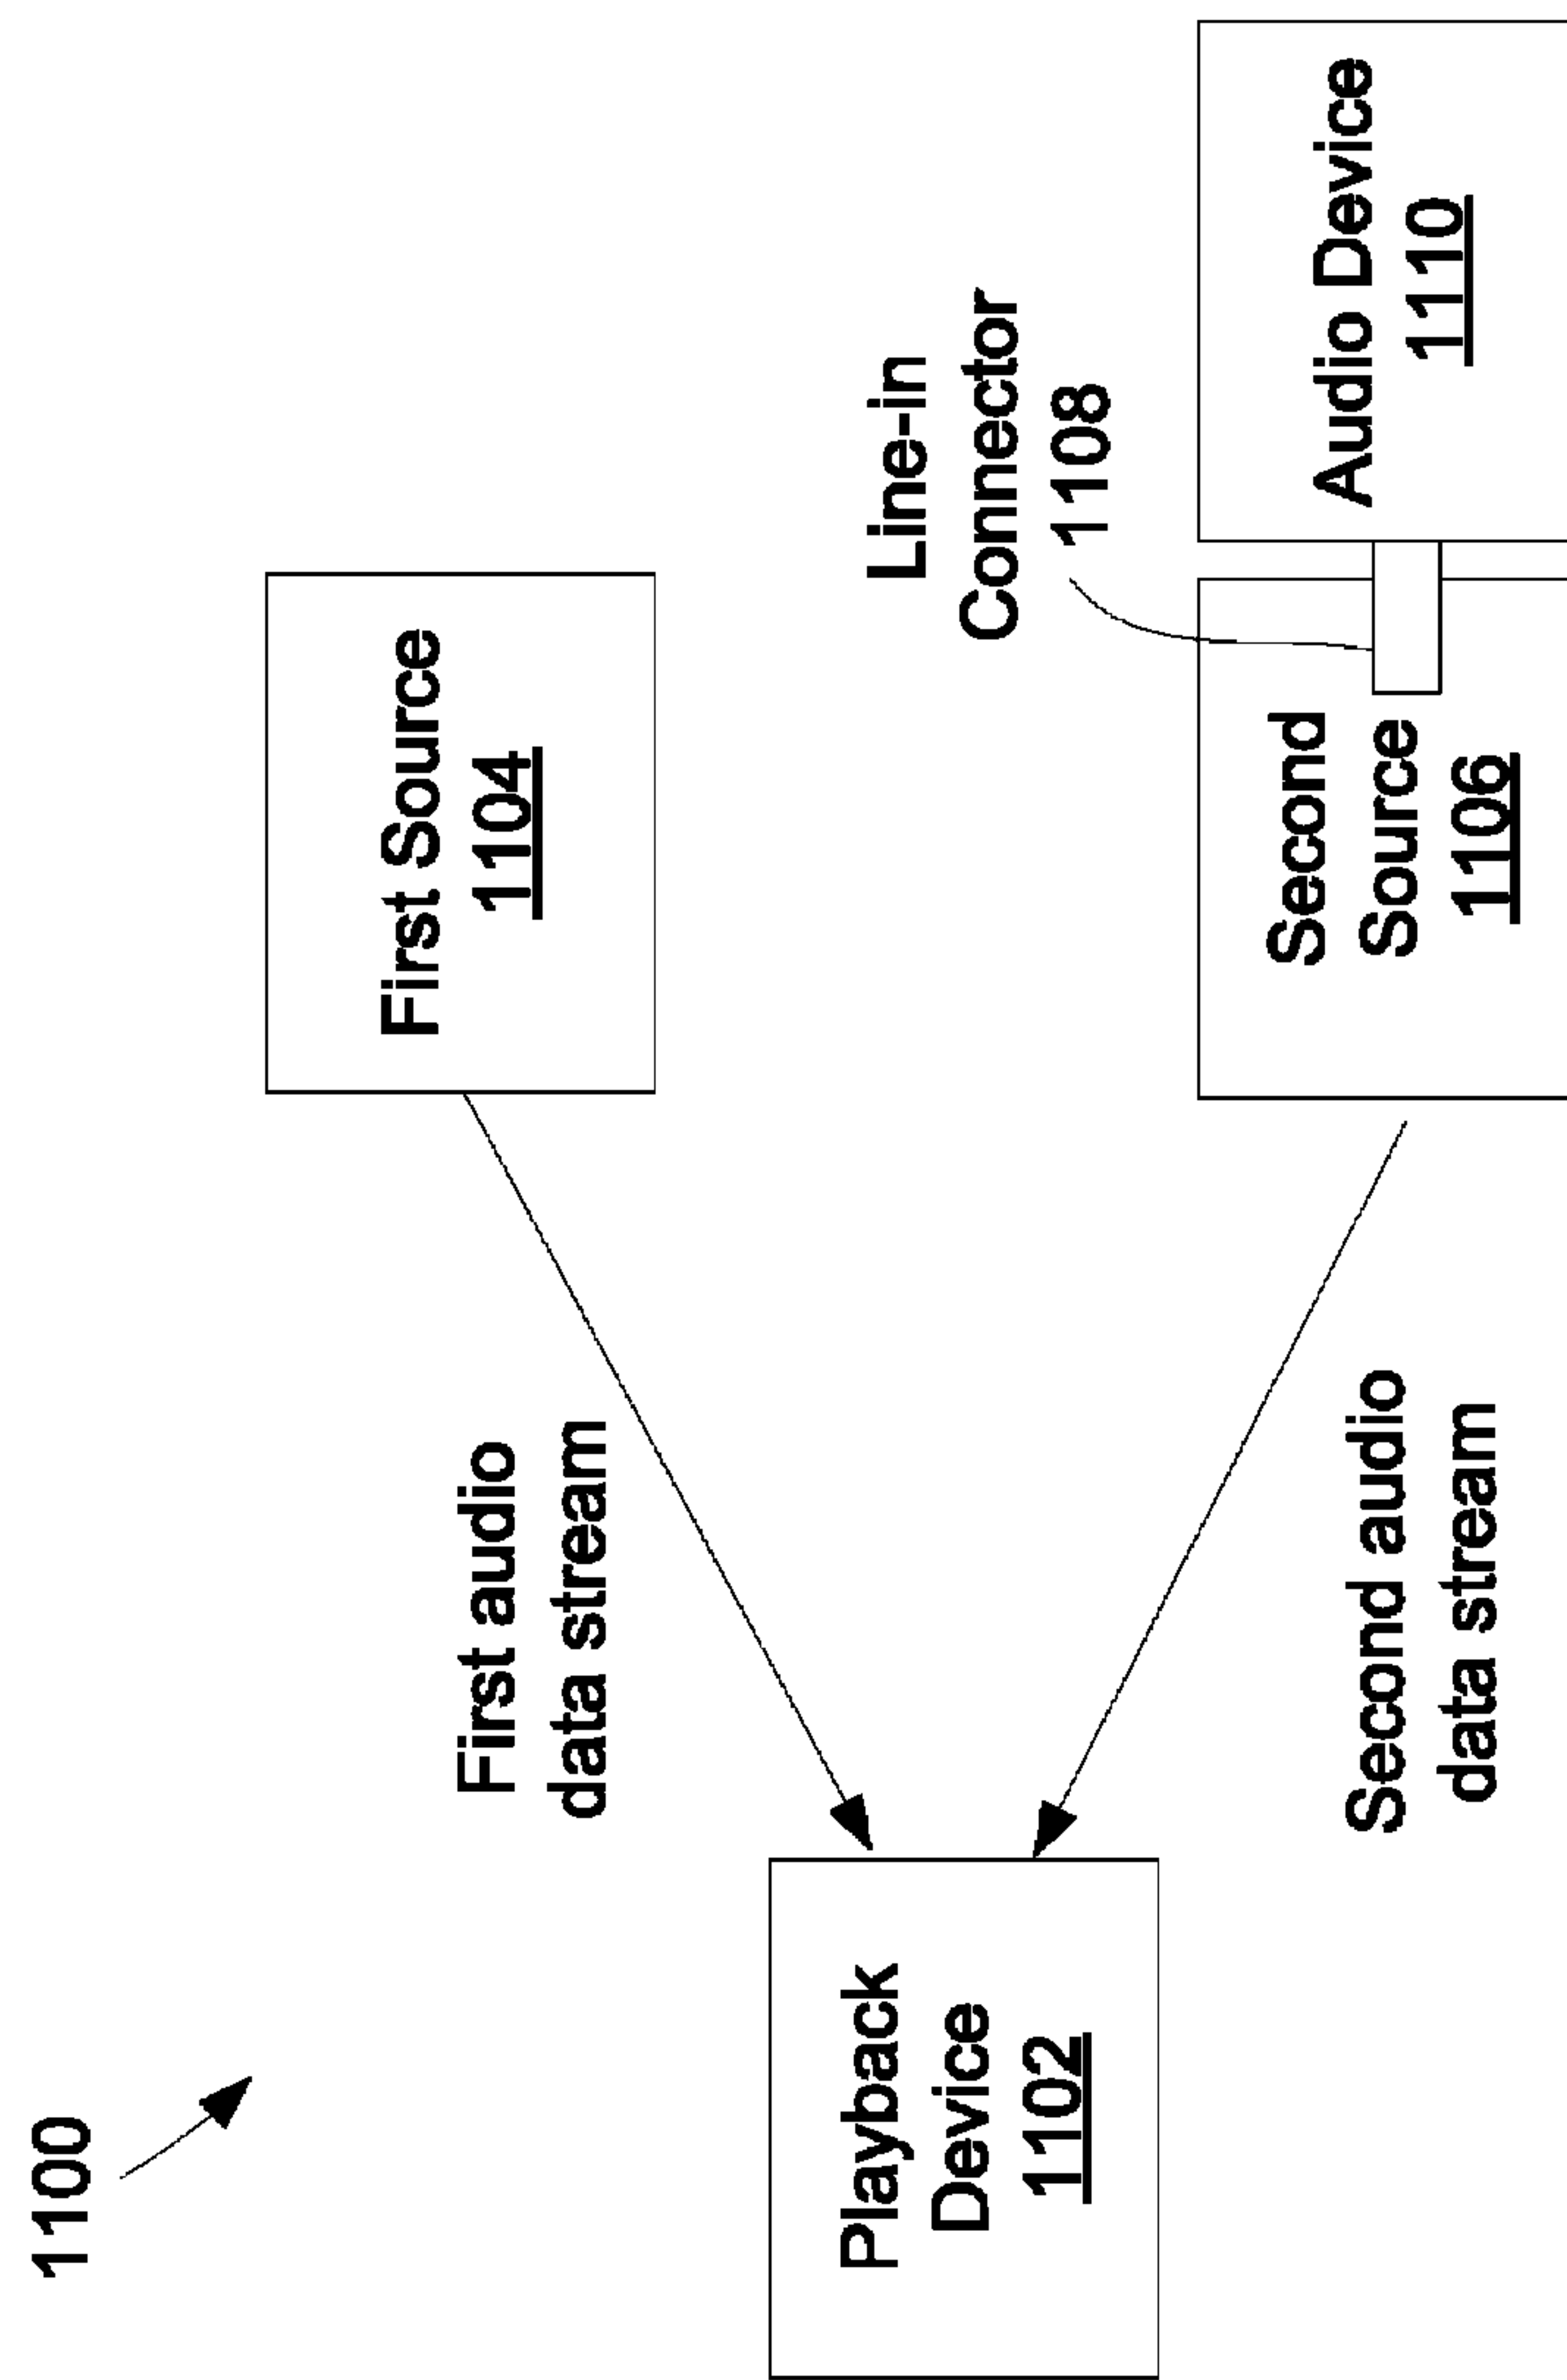 1100
First Source
1104
First audio
data stream
Playback
Device
1102
Line-in
Connector
1108
Second audio
data stream
Second
Source
1106
Audio Device
1110